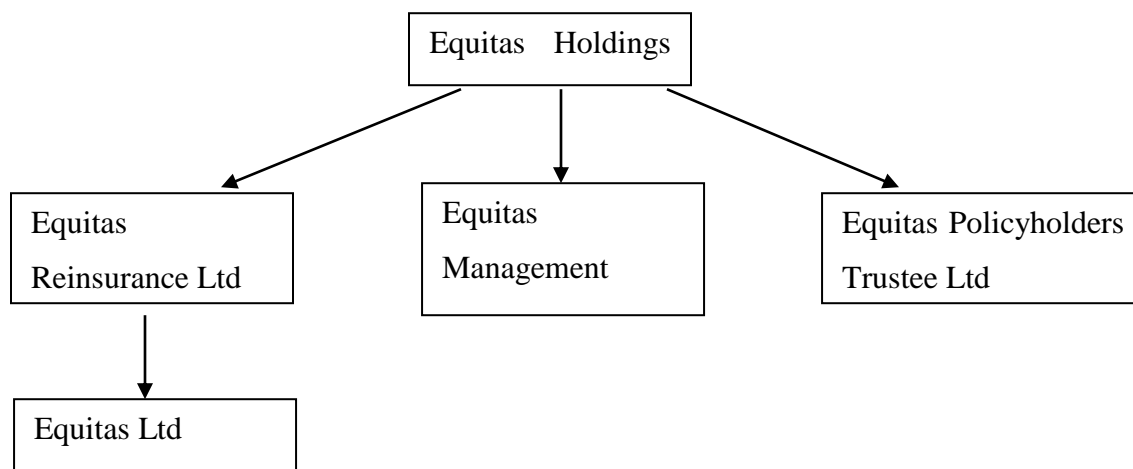 Equitas Holdings
Equitas
Reinsurance Ltd
Equitas
Management
Equitas Policyholders
Trustee Ltd
Equitas Ltd